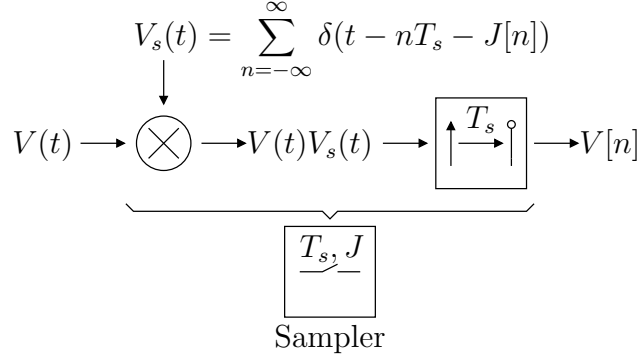 V_s(t) = \sum_{n=-\infty}^{\infty} \delta(t - nT_s - J[n])
V(t) V(t)V_s(t) T_s V[n]
T_s, J
Sampler